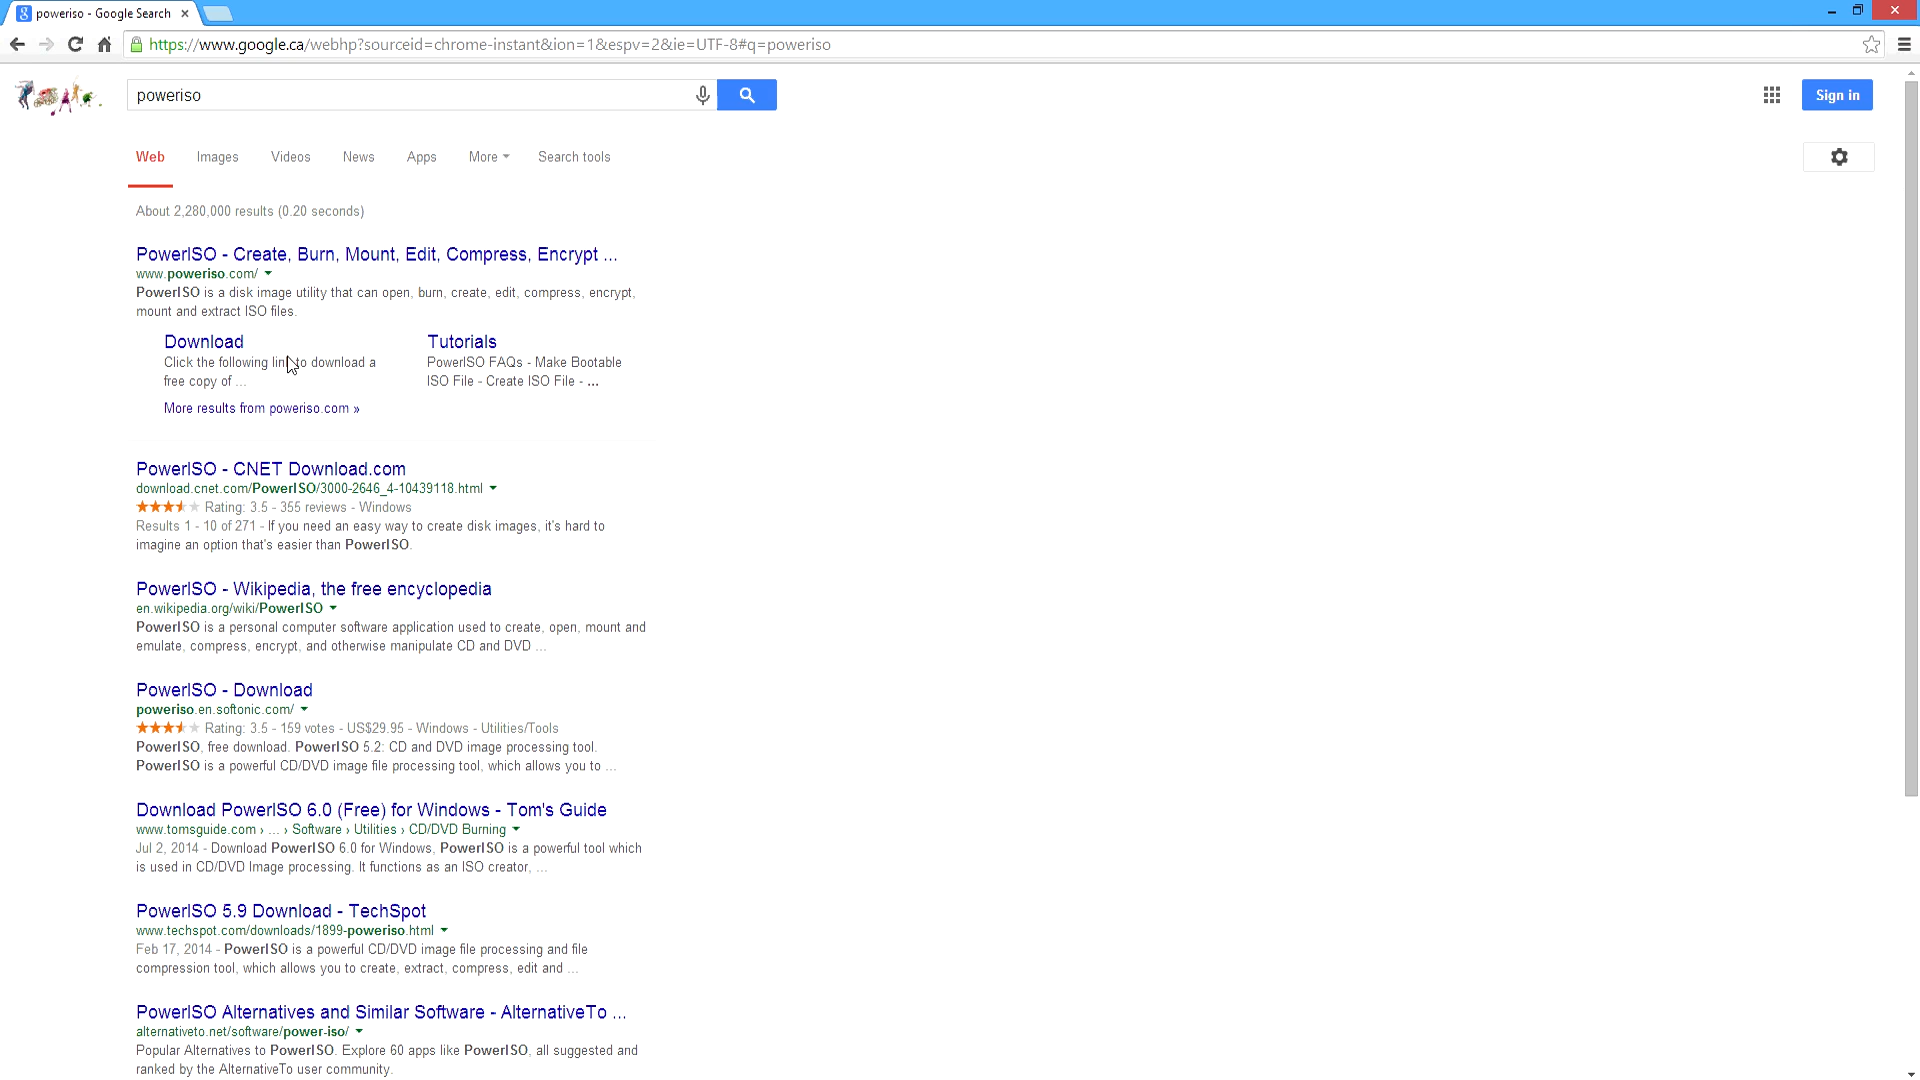 poweriso - Google Search
https://www.google.ca/webhp?sourceid=chrome-instant&ion=1&espv=2&ie=UTF-8#q=poweriso
poweriso
Sign in
Web Images Videos News Apps More Search tools
About 2,280,000 results (0.20 seconds)
PowerISO - Create, Burn, Mount, Edit, Compress, Encrypt ...
www.poweriso.com/
PowerISO is a disk image utility that can open, burn, create, edit, compress, encrypt,
mount and extract ISO files.
Download
Click the following link to download a
free copy of ...
Tutorials
PowerISO FAQs - Make Bootable
ISO File - Create ISO File - ...
More results from poweriso.com »
PowerISO - CNET Download.com
download.cnet.com/PowerISO/3000-2646_4-10439118.html
Rating: 3.5 - 355 reviews - Windows
Results 1 - 10 of 271 - If you need an easy way to create disk images, it's hard to
imagine an option that's easier than PowerISO.
PowerISO - Wikipedia, the free encyclopedia
en.wikipedia.org/wiki/PowerISO
PowerISO is a personal computer software application used to create, open, mount and
emulate, compress, encrypt, and otherwise manipulate CD and DVD ...
PowerISO - Download
poweriso.en.softonic.com/
Rating: 3.5 - 159 votes - US$29.95 - Windows - Utilities/Tools
PowerISO, free download. PowerISO 5.2: CD and DVD image processing tool.
PowerISO is a powerful CD/DVD image file processing tool, which allows you to ...
Download PowerISO 6.0 (Free) for Windows - Tom's Guide
www.tomsguide.com › ... › Software › Utilities › CD/DVD Burning
Jul 2, 2014 - Download PowerISO 6.0 for Windows. PowerISO is a powerful tool which
is used in CD/DVD Image processing. It functions as an ISO creator, ...
PowerISO 5.9 Download - TechSpot
www.techspot.com/downloads/1899-poweriso.html
Feb 17, 2014 - PowerISO is a powerful CD/DVD image file processing and file
compression tool, which allows you to create, extract, compress, edit and ...
PowerISO Alternatives and Similar Software - AlternativeTo ...
alternativeto.net/software/power-iso/
Popular Alternatives to PowerISO. Explore 60 apps like PowerISO, all suggested and
ranked by the AlternativeTo user community.